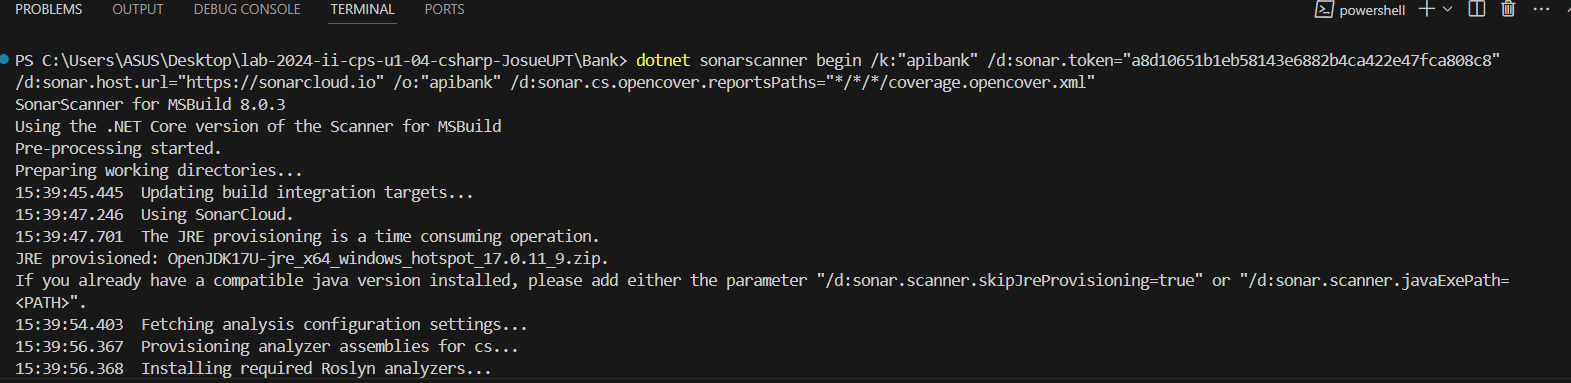 PROBLEMS OUTPUT DEBUG CONSOLE TERMINAL PORTS powershell
PS C:\Users\ASUS\Desktop\lab-2024-ii-cps-u1-04-csharp-JosueUPT\Bank> dotnet sonarscanner begin /k:"apibank" /d:sonar.token="a8d10651b1eb58143e6882b4ca422e47fca808c8"
/d:sonar.host.url="https://sonarcloud.io" /o:"apibank" /d:sonar.cs.opencover.reportsPaths="*/*/*/coverage.opencover.xml"
SonarScanner for MSBuild 8.0.3
Using the .NET Core version of the Scanner for MSBuild
Pre-processing started.
Preparing working directories...
15:39:45.445  Updating build integration targets...
15:39:47.246  Using SonarCloud.
15:39:47.701  The JRE provisioning is a time consuming operation.
JRE provisioned: OpenJDK17U-jre_x64_windows_hotspot_17.0.11_9.zip.
If you already have a compatible java version installed, please add either the parameter "/d:sonar.scanner.skipJreProvisioning=true" or "/d:sonar.scanner.javaExePath=
<PATH>".
15:39:54.403  Fetching analysis configuration settings...
15:39:56.367  Provisioning analyzer assemblies for cs...
15:39:56.368  Installing required Roslyn analyzers...